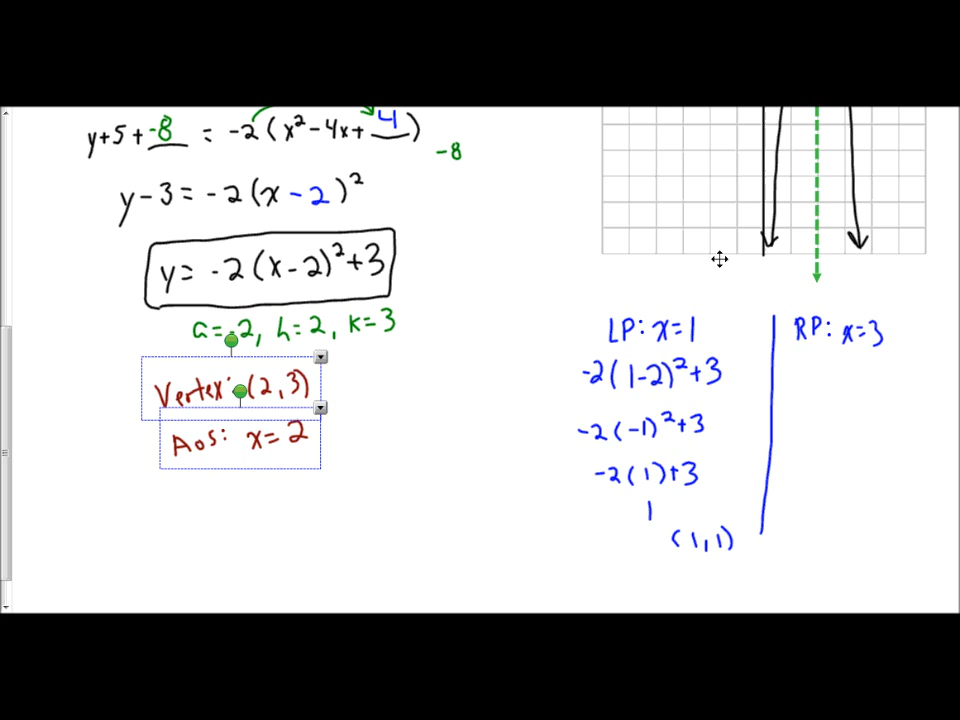 y+5+-8 = -2(x²-4x+4)
-8
y-3=-2(x-2)²
y=-2(x-2)²+3
a=-2, h=2, k=3
Vertex: (2,3)
Aos: x=2
LP: x=1
-2(1-2)²+3
-2(-1)²+3
-2(1)+3
1
(1,1)
RP: x=3